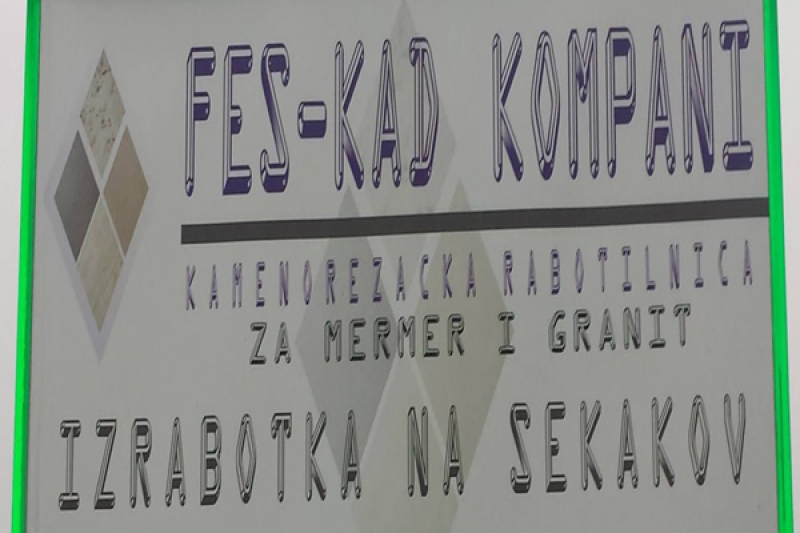 FES-KAD KOMPANI
KAMENOREZACKA RABOTILNICA
ZA MERMER I GRANIT
IZRABOTKA NA SEKAKOV